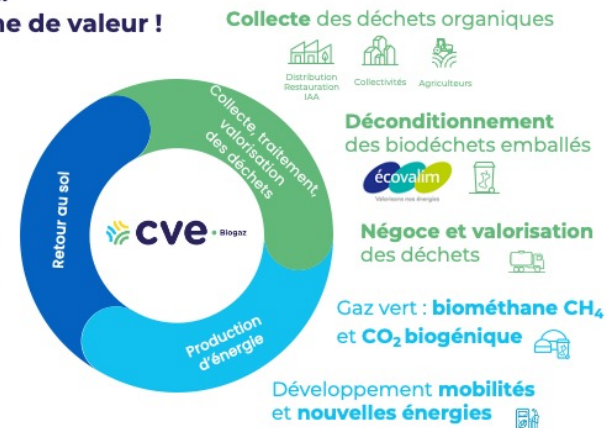 ne de valeur !
Collecte des déchets organiques
Distribution
Restauration
IAA
Collectivités
Agriculteurs
Collecte, traitement,
valorisation
des déchets
Déconditionnement
des biodéchets emballés
écovalim
Valorisons nos énergies
Retour au sol
cve • Biogaz
Négoce et valorisation
des déchets
Gaz vert : biométhane CH₄
et CO₂ biogénique
Production
d'énergie
Développement mobilités
et nouvelles énergies